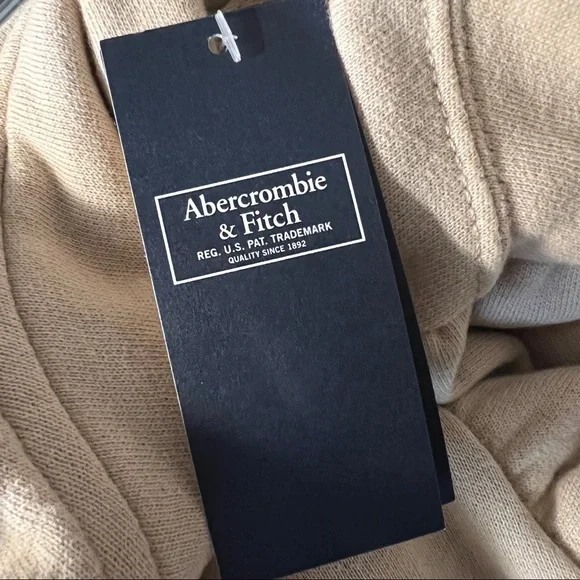 Abercrombie
& Fitch
REG. U.S. PAT. TRADEMARK
QUALITY SINCE 1892